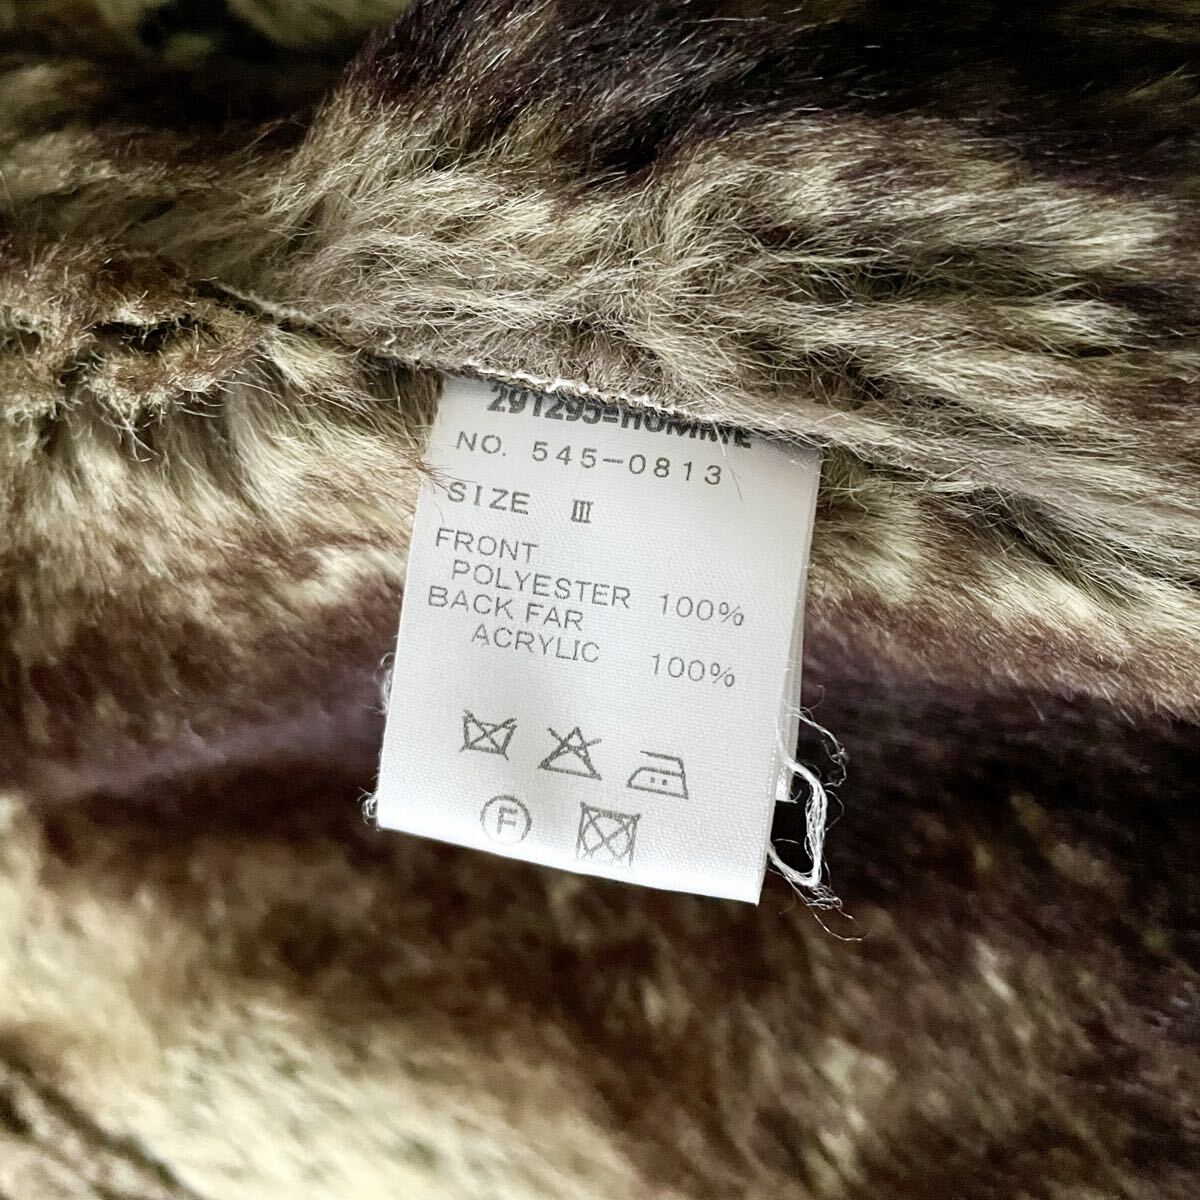 291295=HOMME
NO. 545-0813
SIZE Ⅲ
FRONT
POLYESTER 100%
BACK FAR
ACRYLIC 100%
F